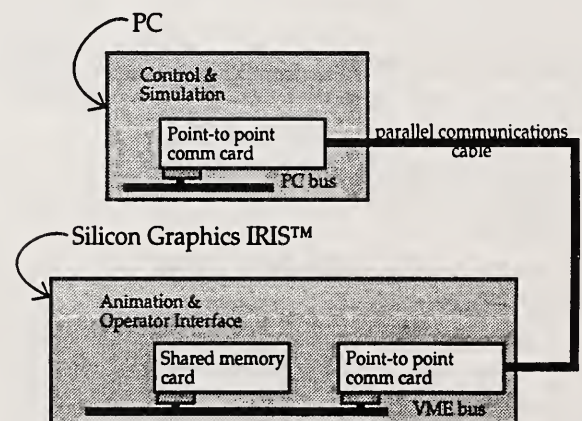 PC
Control &
Simulation
Point-to point
comm card
parallel communications
cable
PC bus
Silicon Graphics IRIS™
Animation &
Operator Interface
Shared memory
card
Point-to point
comm card
VME bus